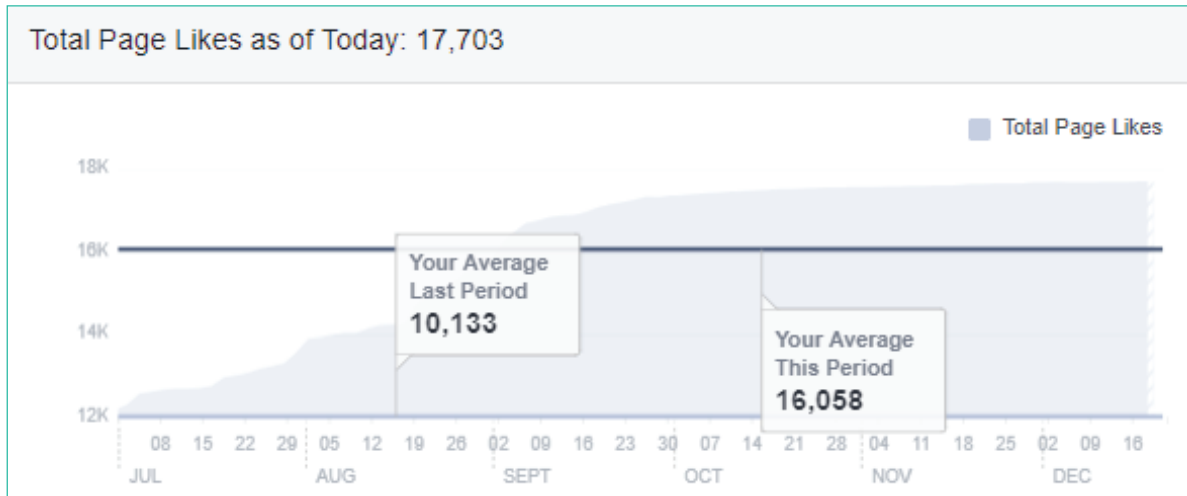 Total Page Likes as of Today: 17,703
Total Page Likes
18K
16K
14K
12K
Your Average
Last Period
10,133
Your Average
This Period
16,058
08 15 22 29 05 12 19 26 02 09 16 23 30 07 14 21 28 04 11 18 25 02 09 16
JUL AUG SEPT OCT NOV DEC